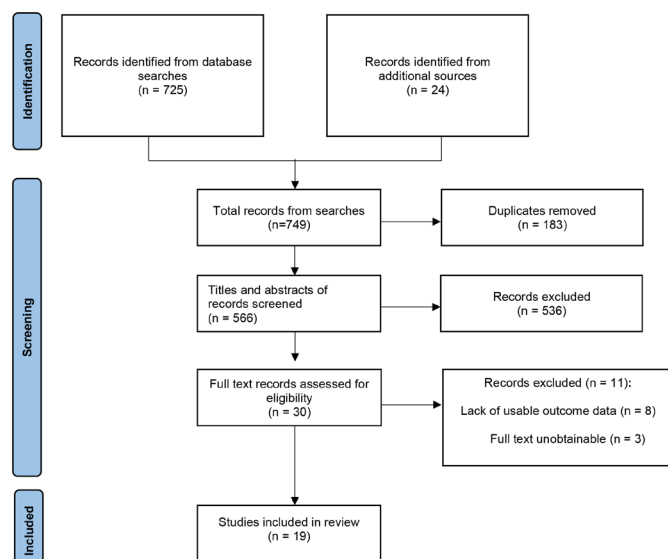 Identification
Records identified from database
searches
(n = 725)
Records identified from
additional sources
(n = 24)
Screening
Total records from searches
(n=749)
Duplicates removed
(n = 183)
Titles and abstracts of
records screened
(n = 566)
Records excluded
(n = 536)
Full text records assessed for
eligibility
(n = 30)
Records excluded (n = 11):
Lack of usable outcome data (n = 8)
Full text unobtainable (n = 3)
Included
Studies included in review
(n = 19)